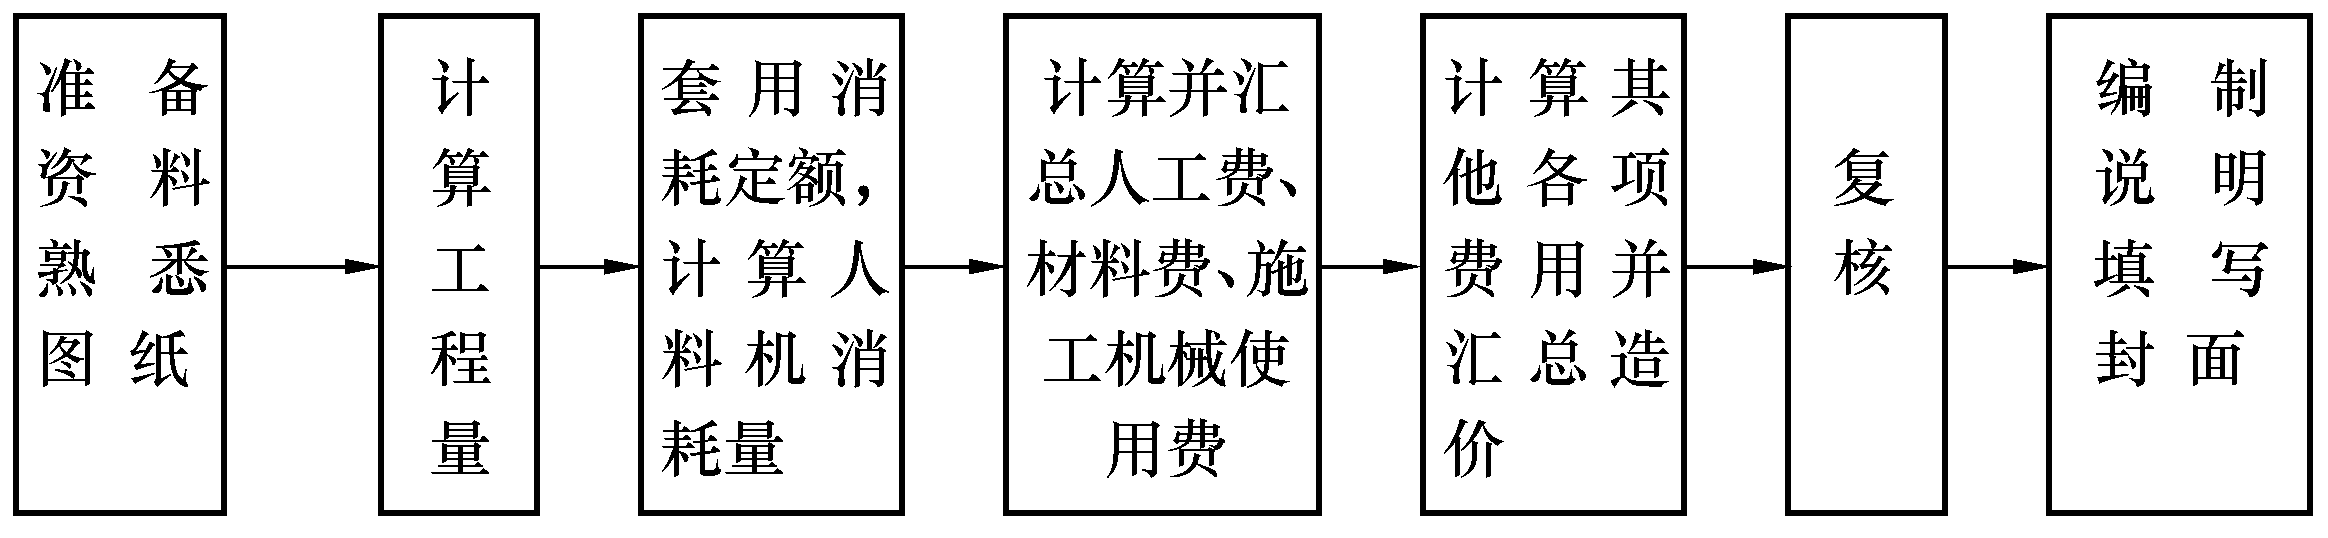 准备
资料
熟悉
图纸
计
算
工
程
量
套用消
耗定额，
计算人
料机消
耗量
计算并汇
总人工费、
材料费、施
工机械使
用费
计算其
他各项
费用并
汇总造
价
复
核
编制
说明
填写
封面